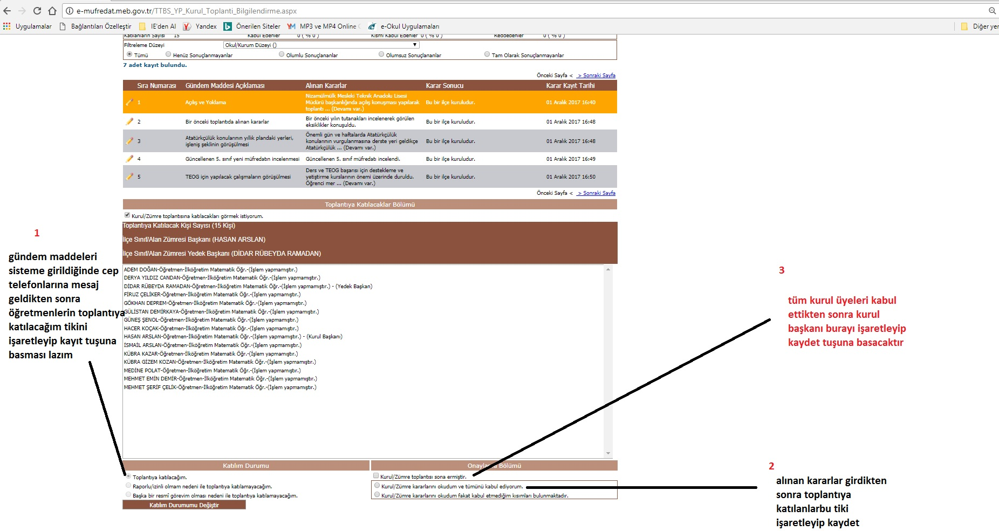 e-mufredat.meb.gov.tr/TTBS_YP_Kurul_Toplanti_Bilgilendirme.aspx
Uygulamalar Bağlantıları Özelleştir IE'den Al Yandex Önerilen Siteler MP3 ve MP4 Online e-Okul Uygulamaları Diğer yer
Katılanların Sayısı 15 Kabul Edenler 0 ( % 0 ) Kısmi Kabul Edenler 0 ( % 0 ) Reddedenler 0 ( % 0 )
Filtreleme Düzeyi Okul/Kurum Düzeyi ()
Tümü Henüz Sonuçlanmayanlar Olumlu Sonuçlananlar Olumsuz Sonuçlananlar Tam Olarak Sonuçlanmayanlar
7 adet kayıt bulundu.
Önceki Sayfa < > Sonraki Sayfa
Sıra Numarası Gündem Maddesi Açıklaması Alınan Kararlar Karar Sonucu Karar Kayıt Tarihi
Nizamülmülk Mesleki Teknik Anadolu Lisesi
1 Açılış ve Yoklama Müdürü başkanlığında açılış konuşması yapılarak Bu bir ilçe kuruludur. 01 Aralık 2017 16:40
toplantı ... (Devamı var.)
2 Bir önceki toplantıda alınan kararlar Bir önceki yılın tutanakları incelenerek görülen Bu bir ilçe kuruludur. 01 Aralık 2017 16:48
eksiklikler konuşuldu.
Önemli gün ve haftalarda Atatürkçülük
3 Atatürkçülük konularının yıllık plandaki yerleri, konularının vurgulanmasına derste yeri geldikçe Bu bir ilçe kuruludur. 01 Aralık 2017 16:48
işleniş şeklinin görüşülmesi Atatürkçülük ... (Devamı var.)
4 Güncellenen 5. sınıf yeni müfredatın incelenmesi Güncellenen 5. sınıf müfredatı incelendi. Bu bir ilçe kuruludur. 01 Aralık 2017 16:49
Ders ve TEOG başarısı için destekleme ve
5 TEOG için yapılacak çalışmaların görüşülmesi yetiştirme kurslarının önemi üzerinde duruldu. Bu bir ilçe kuruludur. 01 Aralık 2017 16:50
Öğrenci mer ... (Devamı var.)
Önceki Sayfa < > Sonraki Sayfa
Toplantıya Katılacaklar Bölümü
Kurul/Zümre toplantısına katılacakları görmek istiyorum.
Toplantıya Katılacak Kişi Sayısı (15 Kişi)
İlçe Sınıf/Alan Zümresi Başkanı (HASAN ARSLAN)
İlçe Sınıf/Alan Zümresi Yedek Başkanı (DİDAR RÜBEYDA RAMADAN)
ADEM DOĞAN-Öğretmen-İlköğretim Matematik Öğr.-(İşlem yapmamıştır.)
DERYA YILDIZ CANDAN-Öğretmen-İlköğretim Matematik Öğr.-(İşlem yapmamıştır.)
DİDAR RÜBEYDA RAMADAN-Öğretmen-İlköğretim Matematik Öğr.-(İşlem yapmamıştır.) - (Yedek Başkan)
FİRUZ ÇELİKER-Öğretmen-İlköğretim Matematik Öğr.-(İşlem yapmamıştır.)
GÖKHAN DEPREM-Öğretmen-İlköğretim Matematik Öğr.-(İşlem yapmamıştır.)
GÜLİSTAN DEMİRKAYA-Öğretmen-İlköğretim Matematik Öğr.-(İşlem yapmamıştır.)
GÜNEŞ ŞENOL-Öğretmen-İlköğretim Matematik Öğr.-(İşlem yapmamıştır.)
HACER KOÇAK-Öğretmen-İlköğretim Matematik Öğr.-(İşlem yapmamıştır.)
HASAN ARSLAN-Öğretmen-İlköğretim Matematik Öğr.-(İşlem yapmamıştır.) - (Kurul Başkanı)
İSMAİL ARSLAN-Öğretmen-İlköğretim Matematik Öğr.-(İşlem yapmamıştır.)
KÜBRA KAZAR-Öğretmen-İlköğretim Matematik Öğr.-(İşlem yapmamıştır.)
KÜBRA GİZEM KOZAN-Öğretmen-İlköğretim Matematik Öğr.-(İşlem yapmamıştır.)
MEDİNE POLAT-Öğretmen-İlköğretim Matematik Öğr.-(İşlem yapmamıştır.)
MEHMET EMİN DEMİR-Öğretmen-İlköğretim Matematik Öğr.-(İşlem yapmamıştır.)
MEHMET ŞERİF ÇELİK-Öğretmen-İlköğretim Matematik Öğr.-(İşlem yapmamıştır.)
Katılım Durumu
Toplantıya katılacağım.
Raporlu/izinli olmam nedeni ile toplantıya katılamayacağım.
Başka bir resmî görevim olması nedeni ile toplantıya katılamayacağım.
Katılım Durumumu Değiştir
Onaylama Bölümü
Kurul/Zümre toplantısı sona ermiştir.
Kurul/Zümre kararlarını okudum ve tümünü kabul ediyorum.
Kurul/Zümre kararlarını okudum fakat kabul etmediğim kısımları bulunmaktadır.
1
gündem maddeleri
sisteme girildiğinde cep
telefonlarına mesaj
geldikten sonra
öğretmenlerin toplantıya
katılacağım tikini
işaretleyip kayıt tuşuna
basması lazım
3
tüm kurul üyeleri kabul
ettikten sonra kurul
başkanı burayı işaretleyip
kaydet tuşuna basacaktır
2
alınan kararlar girdikten
sonra toplantıya
katılanlarbu tiki
işaretleyip kaydet